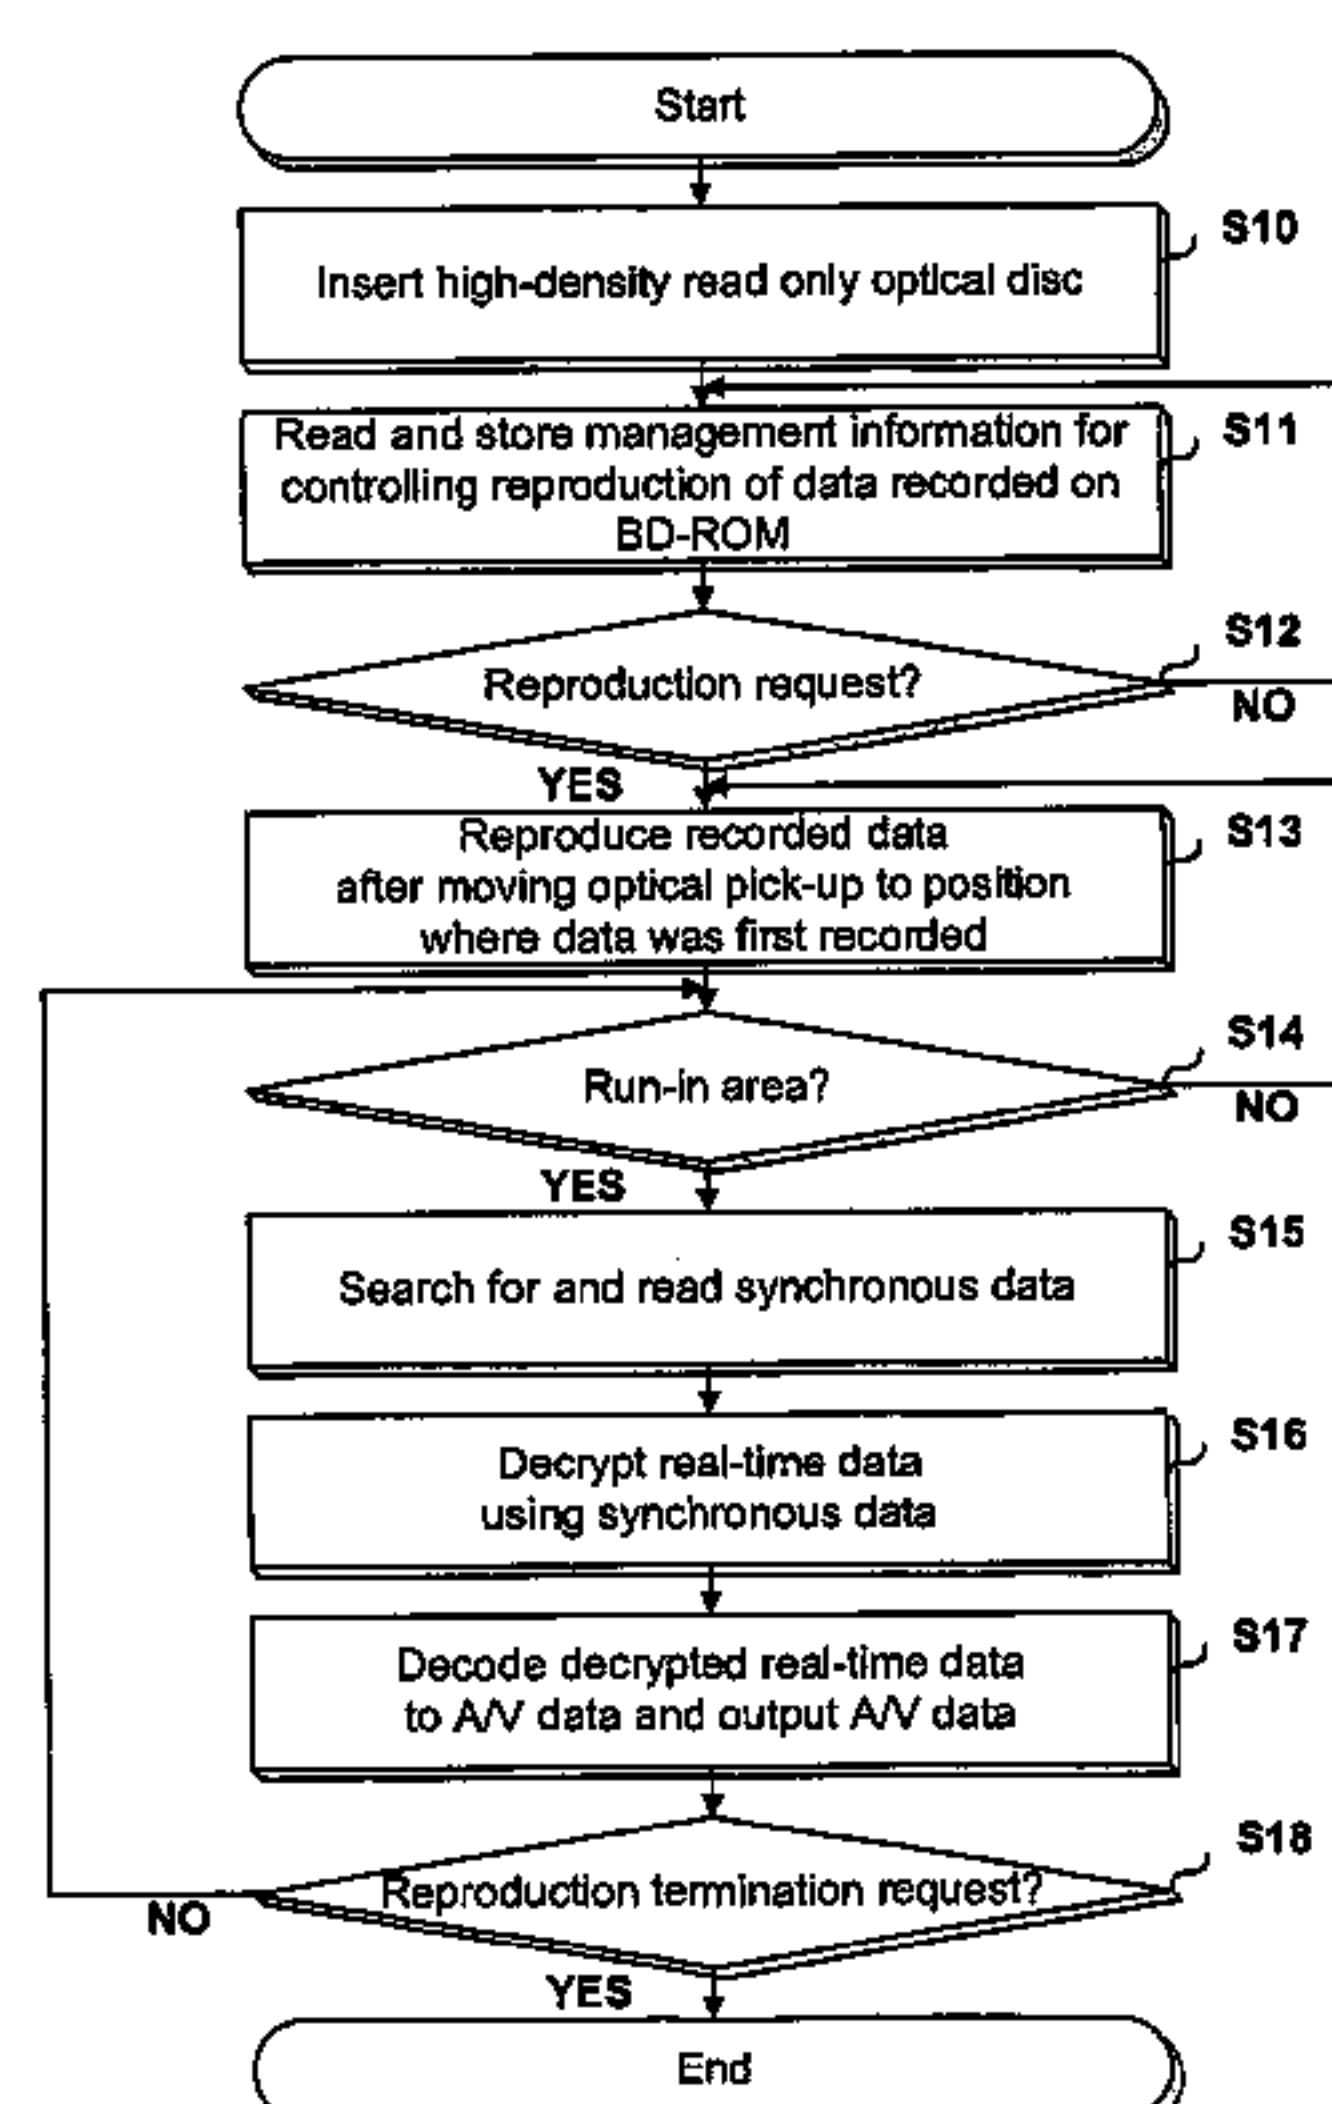 Start
S10
Insert high-density read only optical disc
S11
Read and store management information for
controlling reproduction of data recorded on
BD-ROM
S12
Reproduction request?
NO
YES
S13
Reproduce recorded data
after moving optical pick-up to position
where data was first recorded
S14
Run-in area?
NO
YES
S15
Search for and read synchronous data
S16
Decrypt real-time data
using synchronous data
S17
Decode decrypted real-time data
to A/V data and output A/V data
S18
Reproduction termination request?
NO
YES
End